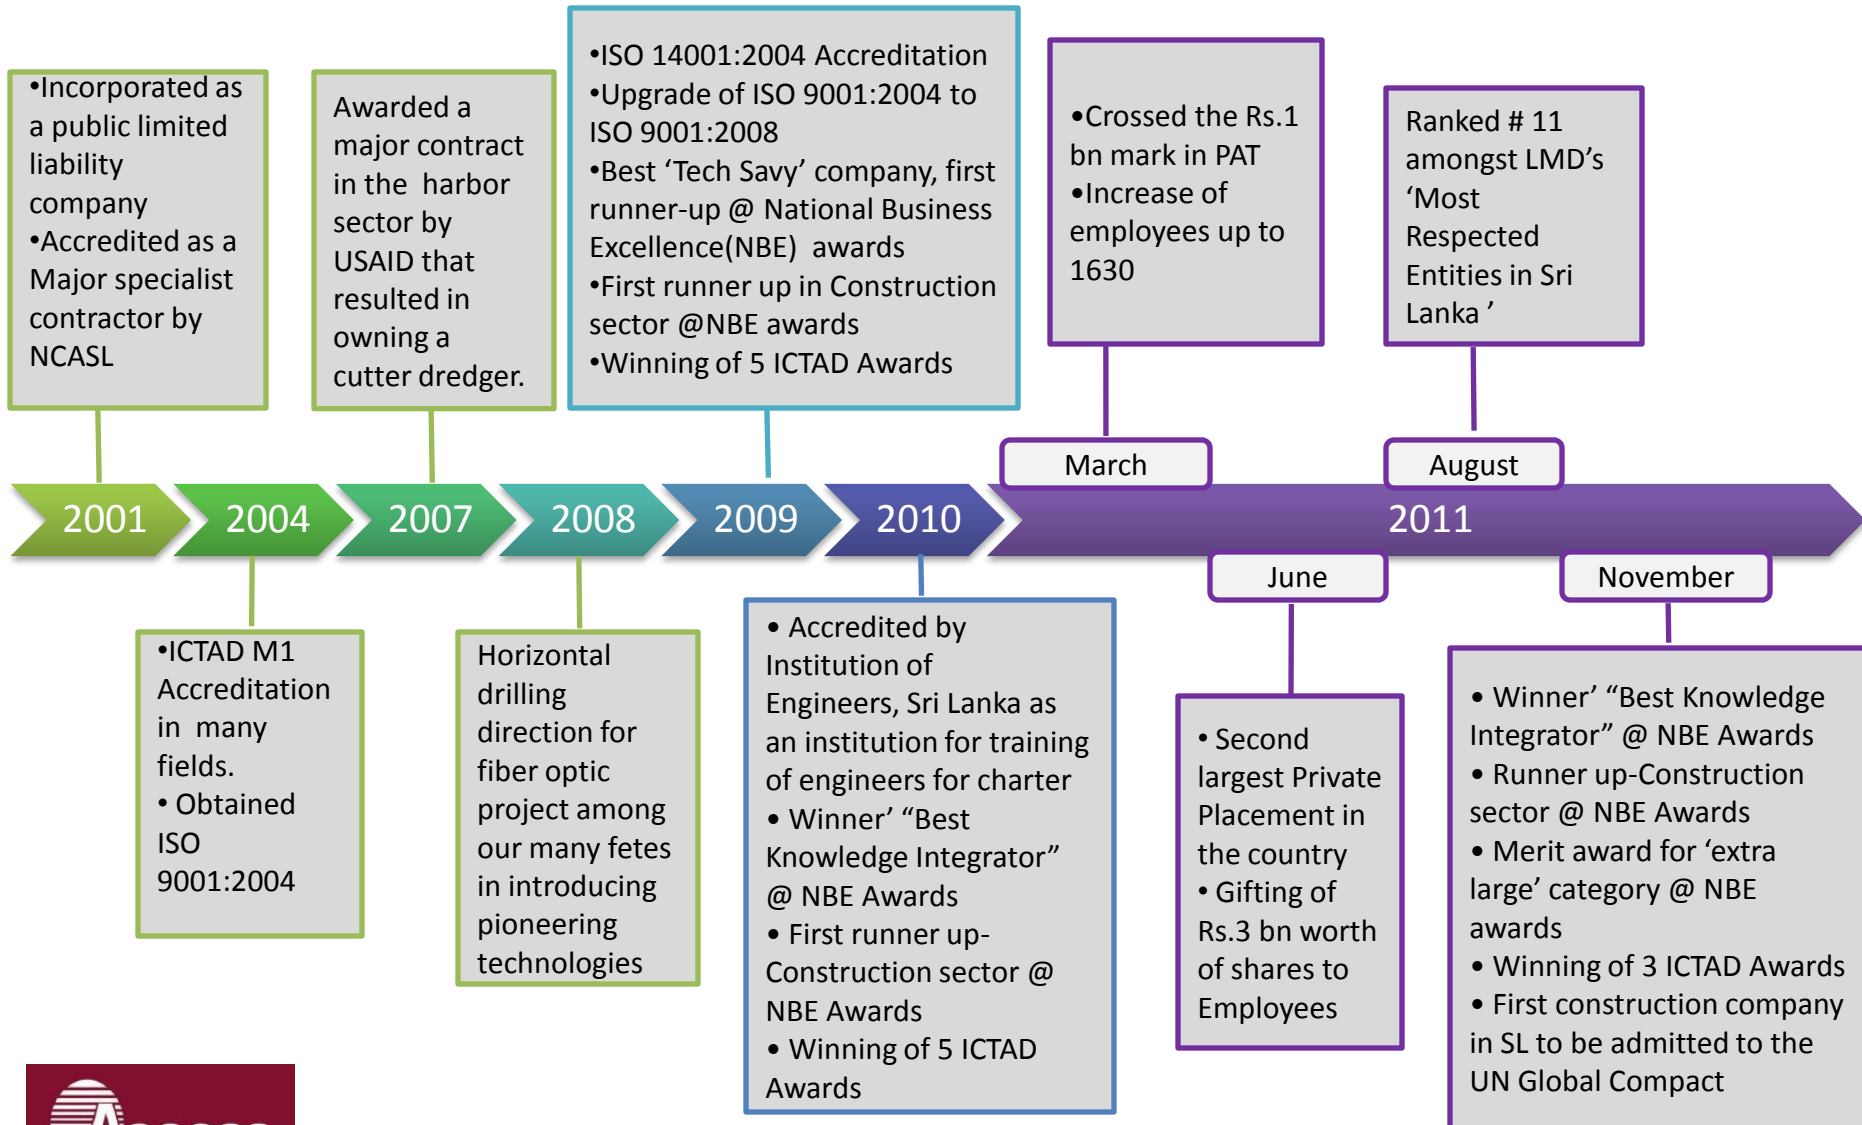 •Incorporated as
a public limited
liability
company
•Accredited as a
Major specialist
contractor by
NCASL
Awarded a
major contract
in the harbor
sector by
USAID that
resulted in
owning a
cutter dredger.
•ISO 14001:2004 Accreditation
•Upgrade of ISO 9001:2004 to
ISO 9001:2008
•Best ‘Tech Savy’ company, first
runner-up @ National Business
Excellence(NBE) awards
•First runner up in Construction
sector @NBE awards
•Winning of 5 ICTAD Awards
•Crossed the Rs.1
bn mark in PAT
•Increase of
employees up to
1630
Ranked # 11
amongst LMD’s
‘Most
Respected
Entities in Sri
Lanka ’
March
August
2001
2004
2007
2008
2009
2010
2011
June
November
•ICTAD M1
Accreditation
in many
fields.
• Obtained
ISO
9001:2004
Horizontal
drilling
direction for
fiber optic
project among
our many fetes
in introducing
pioneering
technologies
• Accredited by
Institution of
Engineers, Sri Lanka as
an institution for training
of engineers for charter
• Winner’ “Best
Knowledge Integrator”
@ NBE Awards
• First runner up-
Construction sector @
NBE Awards
• Winning of 5 ICTAD
Awards
• Second
largest Private
Placement in
the country
• Gifting of
Rs.3 bn worth
of shares to
Employees
• Winner’ “Best Knowledge
Integrator” @ NBE Awards
• Runner up-Construction
sector @ NBE Awards
• Merit award for ‘extra
large’ category @ NBE
awards
• Winning of 3 ICTAD Awards
• First construction company
in SL to be admitted to the
UN Global Compact